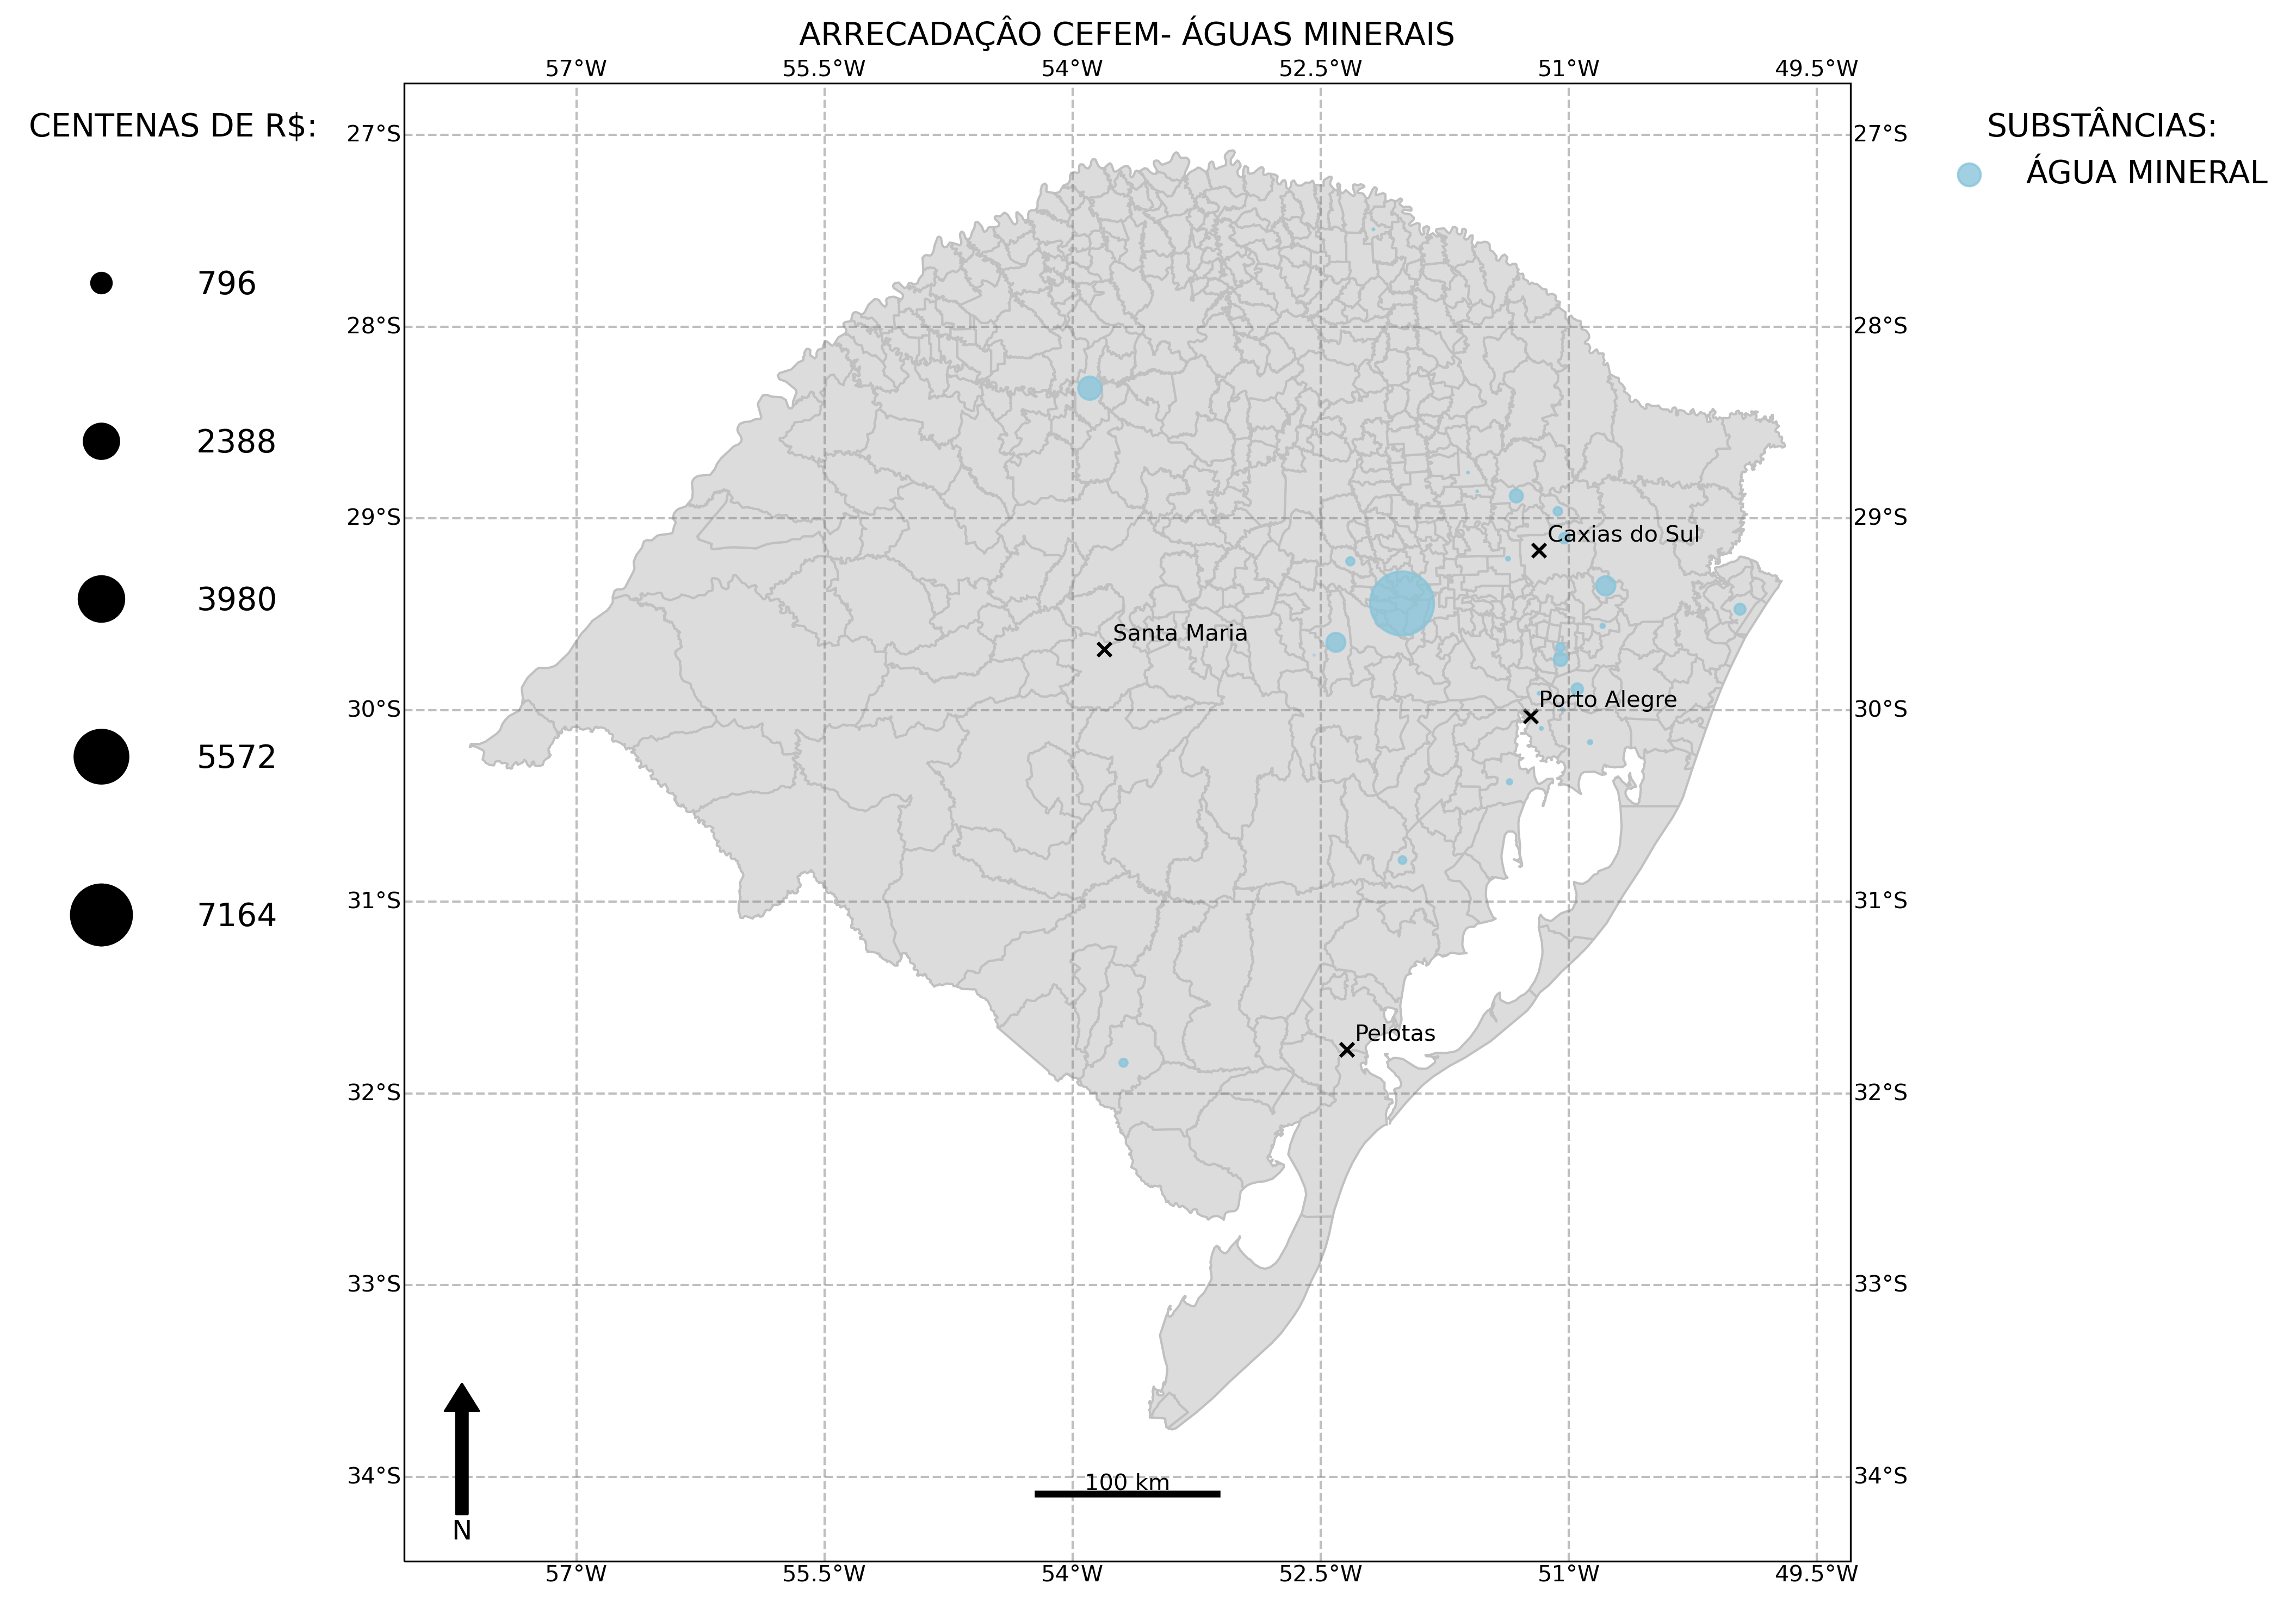 ARRECADAÇÂO CEFEM- ÁGUAS MINERAIS
57°W 55.5°W 54°W 52.5°W 51°W 49.5°W
CENTENAS DE R$:
796
2388
3980
5572
7164
SUBSTÂNCIAS:
ÁGUA MINERAL
27°S 27°S
28°S 28°S
29°S 29°S
Caxias do Sul
Santa Maria
Porto Alegre
30°S 30°S
31°S 31°S
Pelotas
32°S 32°S
33°S 33°S
34°S 34°S
100 km
N
57°W 55.5°W 54°W 52.5°W 51°W 49.5°W